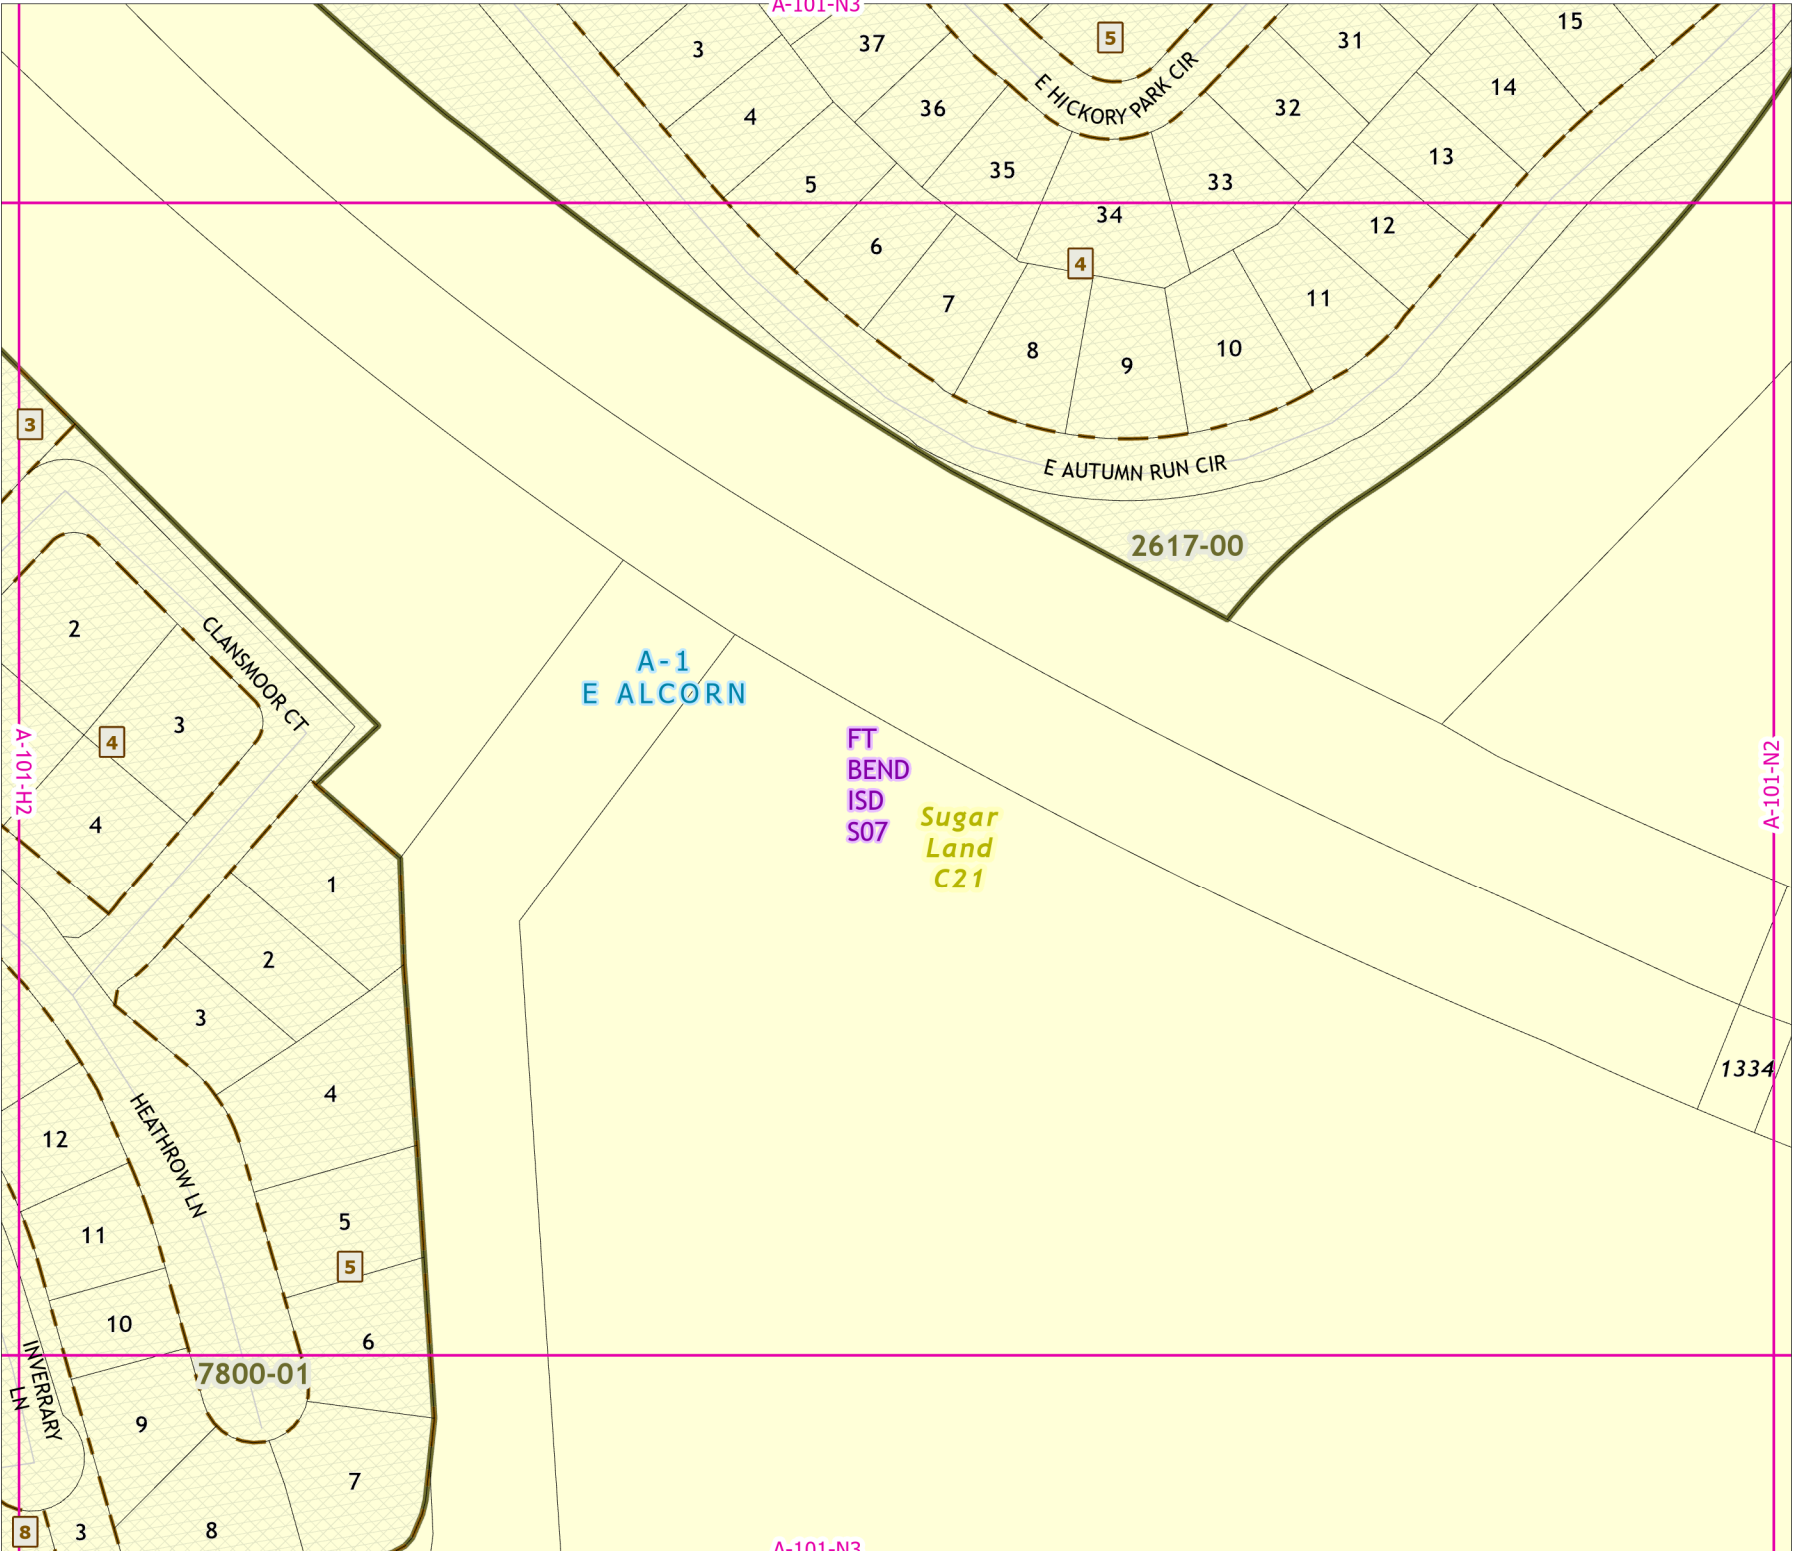 A-101-N3
5
15
3
37
31
E HICKORY PARK CIR
14
4
36
32
13
5
35
33
34
12
6
4
7
11
8
9
10
3
E AUTUMN RUN CIR
2617-00
2
CLANSMOOR CT
A-1
E ALCORN
3
4
FT
BEND
ISD
S07
Sugar
Land
C21
A-101-H2
A-101-N2
4
1
2
3
1334
4
HEATHROW LN
12
5
11
5
10
6
INVERRARY
LN
7800-01
9
7
8
3
8
A-101-N3